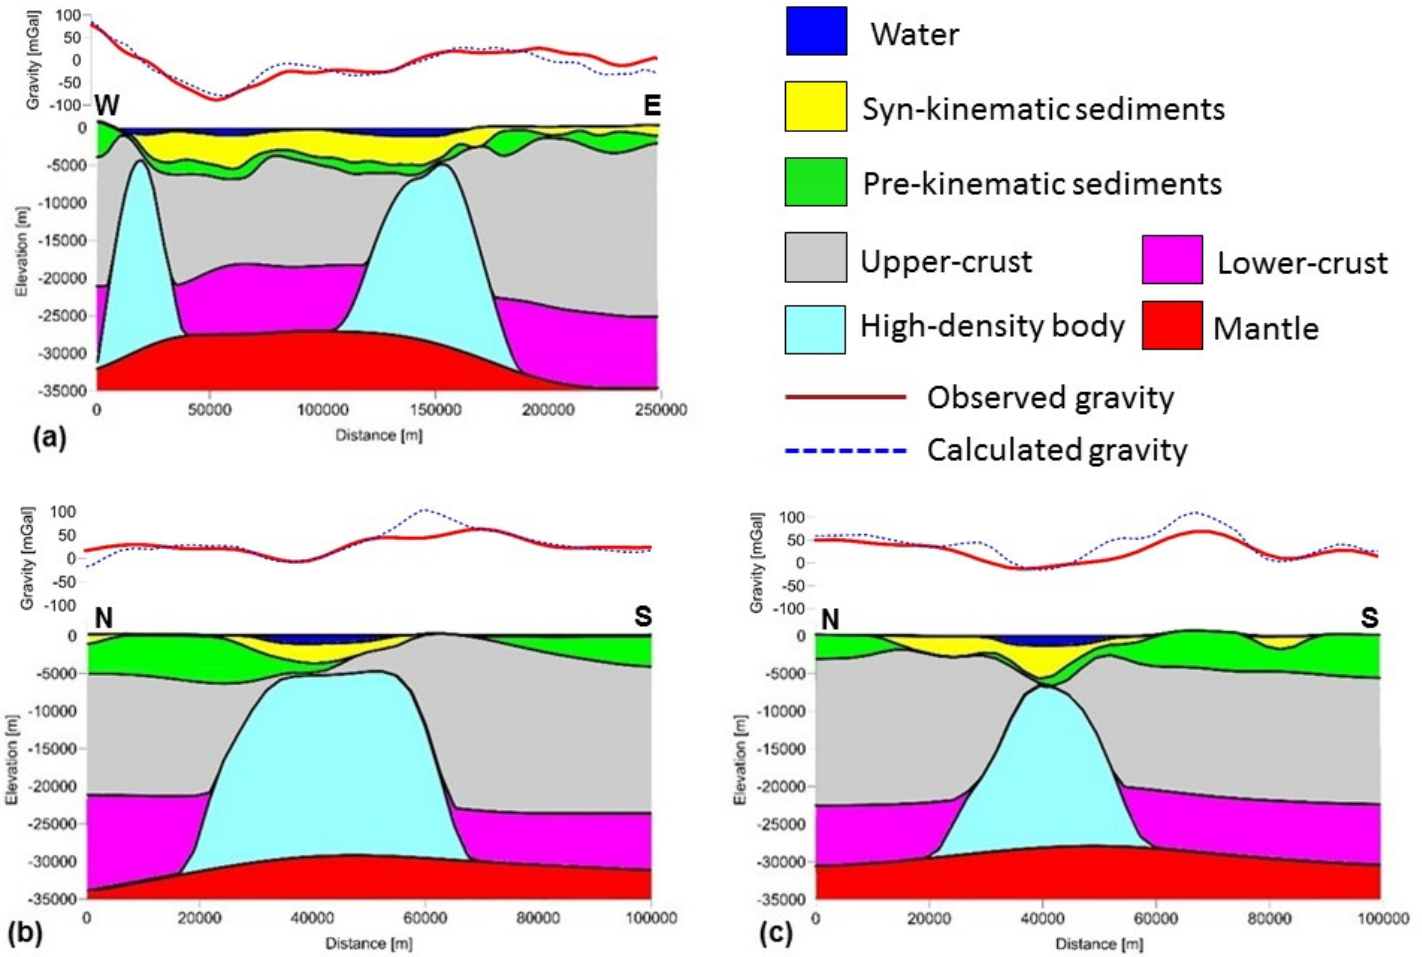 Gravity [mGal]
100
50
0
-50
-100
W
E
0
-5000
-10000
-15000
-20000
-25000
-30000
-35000
Elevation [m]
0
50000
100000
150000
200000
250000
Distance [m]
(a)
Water
Syn-kinematic sediments
Pre-kinematic sediments
Upper-crust
Lower-crust
High-density body
Mantle
Observed gravity
Calculated gravity
Gravity [mGal]
100
50
0
-50
-100
N
S
0
-5000
-10000
-15000
-20000
-25000
-30000
-35000
Elevation [m]
0
20000
40000
60000
80000
100000
Distance [m]
(b)
Gravity [mGal]
100
50
0
-50
-100
N
S
0
-5000
-10000
-15000
-20000
-25000
-30000
-35000
Elevation [m]
0
20000
40000
60000
80000
100000
Distance [m]
(c)